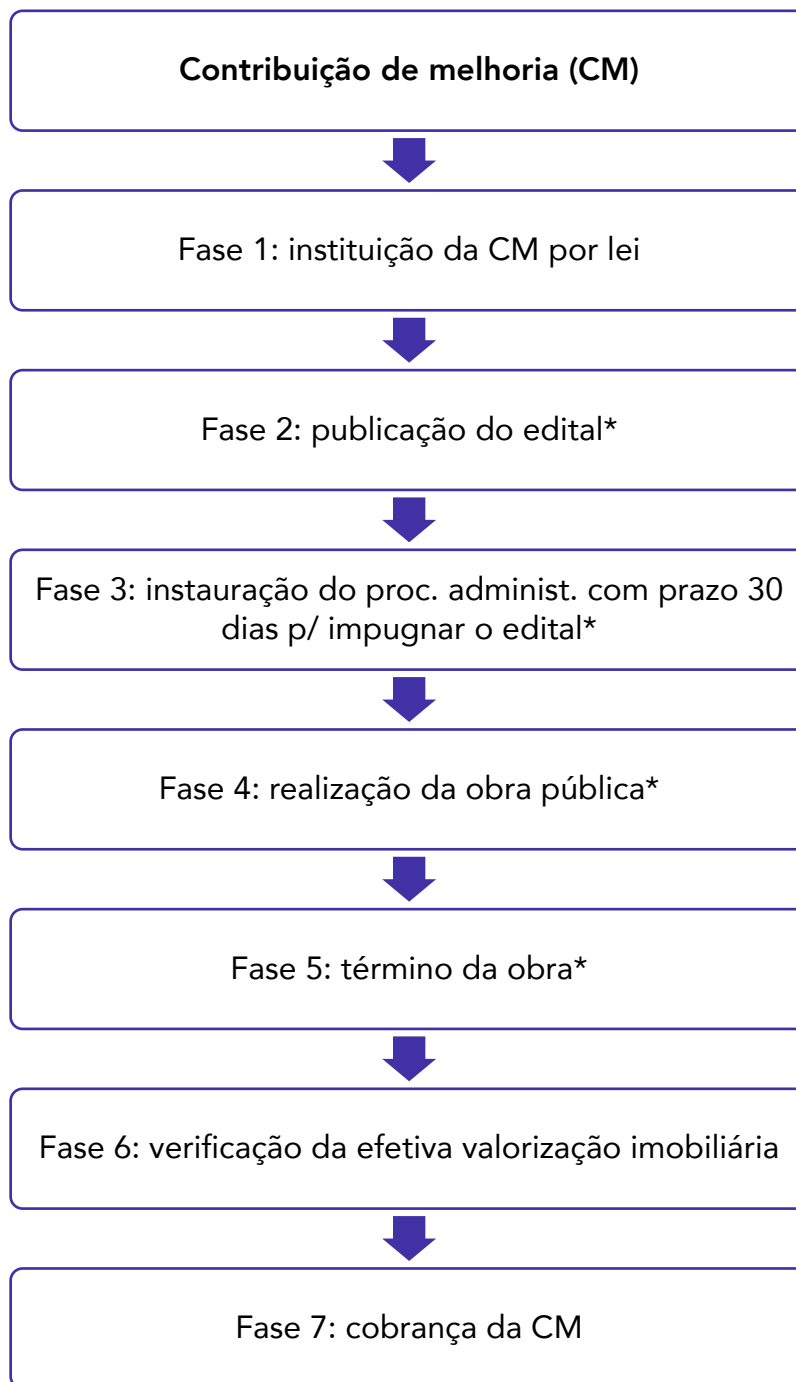 Contribuição de melhoria (CM)
Fase 1: instituição da CM por lei
Fase 2: publicação do edital*
Fase 3: instauração do proc. administ. com prazo 30
dias p/ impugnar o edital*
Fase 4: realização da obra pública*
Fase 5: término da obra*
Fase 6: verificação da efetiva valorização imobiliária
Fase 7: cobrança da CM